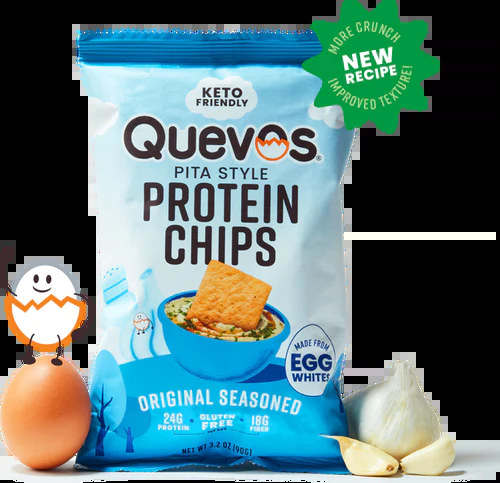 MORE CRUNCH
NEW
RECIPE
IMPROVED TEXTURE!
KETO
FRIENDLY
Quevos®
PITA STYLE
PROTEIN
CHIPS
MADE FROM
EGG
WHITES
ORIGINAL SEASONED
24G
PROTEIN
GLUTEN
FREE
18G
FIBER
NET WT 3.2 OZ (90G)